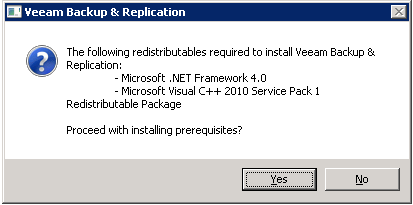 Veeam Backup & Replication
The following redistributables required to install Veeam Backup &
Replication:
- Microsoft .NET Framework 4.0
- Microsoft Visual C++ 2010 Service Pack 1
Redistributable Package
Proceed with installing prerequisites?
Yes
No